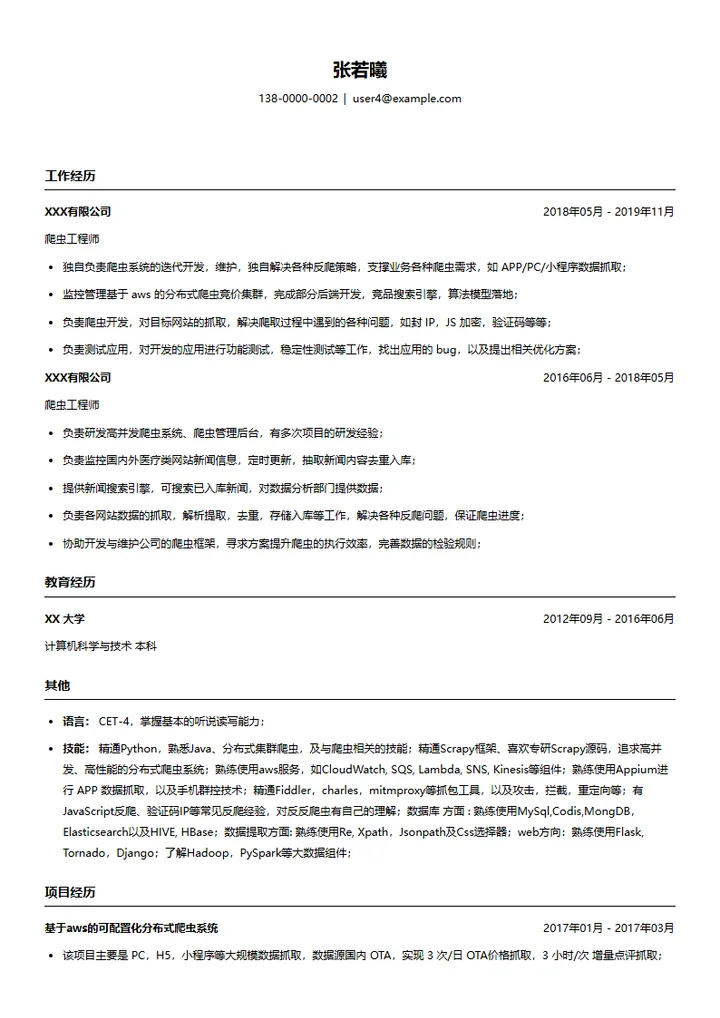 张若曦
138-0000-0002 | user4@example.com
工作经历
XXX有限公司 2018年05月 - 2019年11月
爬虫工程师
• 独自负责爬虫系统的迭代开发，维护，独自解决各种反爬策略，支撑业务各种爬虫需求，如 APP/PC/小程序数据抓取；
• 监控管理基于 aws 的分布式爬虫竞价集群，完成部分后端开发，竞品搜索引擎，算法模型落地；
• 负责爬虫开发，对目标网站的抓取，解决爬取过程中遇到的各种问题，如封 IP，JS 加密，验证码等等；
• 负责测试应用，对开发的应用进行功能测试，稳定性测试等工作，找出应用的 bug，以及提出相关优化方案；
XXX有限公司 2016年06月 - 2018年05月
爬虫工程师
• 负责研发高并发爬虫系统、爬虫管理后台，有多次项目的研发经验；
• 负责监控国内外医疗类网站新闻信息，定时更新，抽取新闻内容去重入库；
• 提供新闻搜索引擎，可搜索已入库新闻，对数据分析部门提供数据；
• 负责各网站数据的抓取，解析提取，去重，存储入库等工作，解决各种反爬问题，保证爬虫进度；
• 协助开发与维护公司的爬虫框架，寻求方案提升爬虫的执行效率，完善数据的检验规则；
教育经历
XX 大学 2012年09月 - 2016年06月
计算机科学与技术 本科
其他
• 语言： CET-4，掌握基本的听说读写能力；
• 技能： 精通Python，熟悉Java、分布式集群爬虫，及与爬虫相关的技能；精通Scrapy框架、喜欢专研Scrapy源码，追求高并
发、高性能的分布式爬虫系统；熟练使用aws服务，如CloudWatch, SQS, Lambda, SNS, Kinesis等组件；熟练使用Appium进
行 APP 数据抓取，以及手机群控技术；精通Fiddler，charles，mitmproxy等抓包工具，以及攻击，拦截，重定向等；有
JavaScript反爬、验证码IP等常见反爬经验，对反反爬虫有自己的理解；数据库 方面 : 熟练使用MySql,Codis,MongDB，
Elasticsearch以及HIVE, HBase；数据提取方面: 熟练使用Re, Xpath，Jsonpath及Css选择器；web方向：熟练使用Flask,
Tornado，Django；了解Hadoop，PySpark等大数据组件；
项目经历
基于aws的可配置化分布式爬虫系统 2017年01月 - 2017年03月
• 该项目主要是 PC，H5，小程序等大规模数据抓取，数据源国内 OTA，实现 3 次/日 OTA价格抓取，3 小时/次 增量点评抓取；